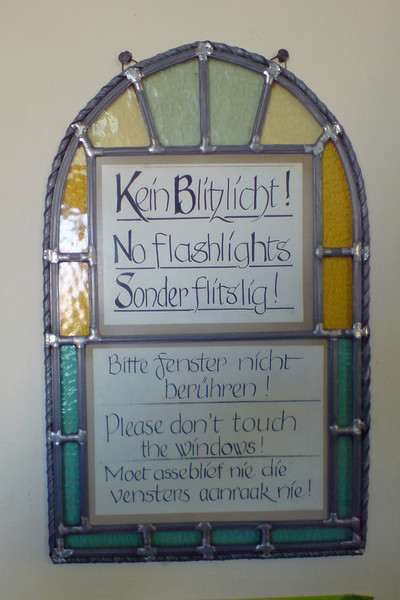 Kein Blitzlicht!
No flashlights
Sonder flitslig!
Bitte fenster nicht
berühren!
Please don't touch
the windows!
Moet asseblief nie die
vensters aanraak nie!